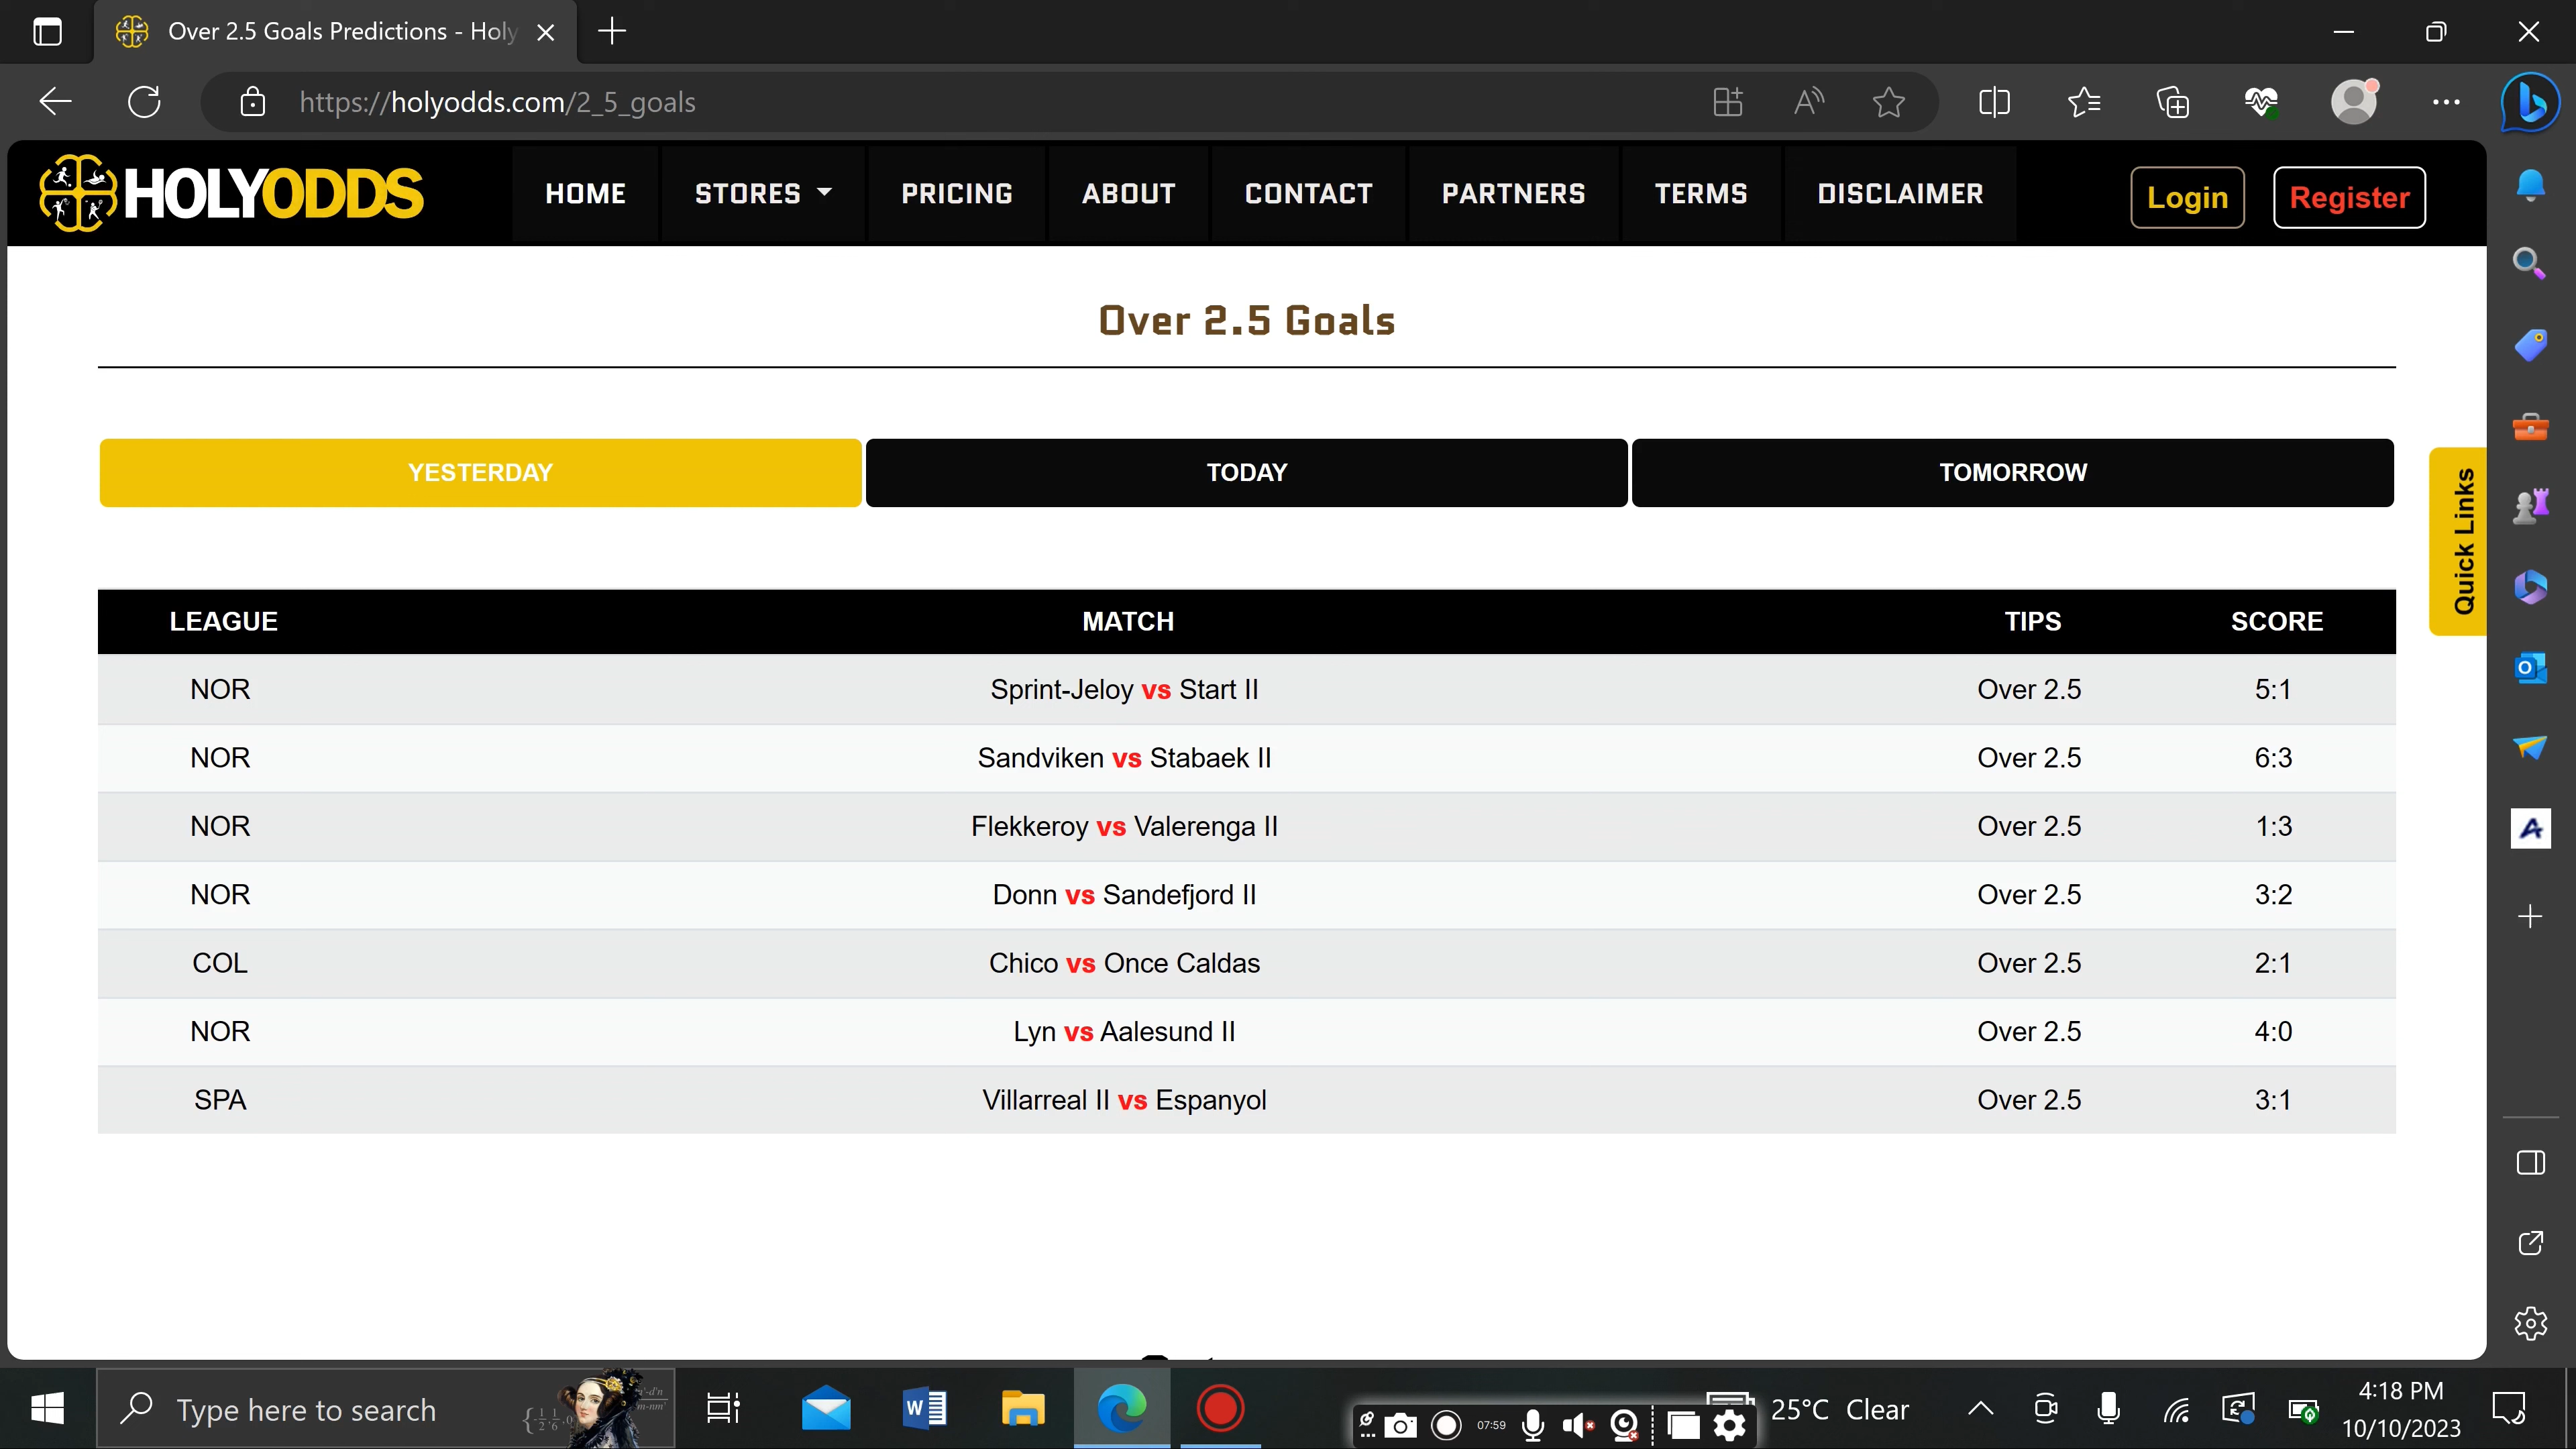 Over 2.5 Goals Predictions - Holy
https://holyodds.com/2_5_goals
HOLYODDS HOME STORES PRICING ABOUT CONTACT PARTNERS TERMS DISCLAIMER Login Register
Over 2.5 Goals
YESTERDAY TODAY TOMORROW
Quick Links
LEAGUE MATCH TIPS SCORE
NOR Sprint-Jeloy vs Start II Over 2.5 5:1
NOR Sandviken vs Stabaek II Over 2.5 6:3
NOR Flekkeroy vs Valerenga II Over 2.5 1:3
NOR Donn vs Sandefjord II Over 2.5 3:2
COL Chico vs Once Caldas Over 2.5 2:1
NOR Lyn vs Aalesund II Over 2.5 4:0
SPA Villarreal II vs Espanyol Over 2.5 3:1
Type here to search
07:59
25°C Clear
4:18 PM
10/10/2023